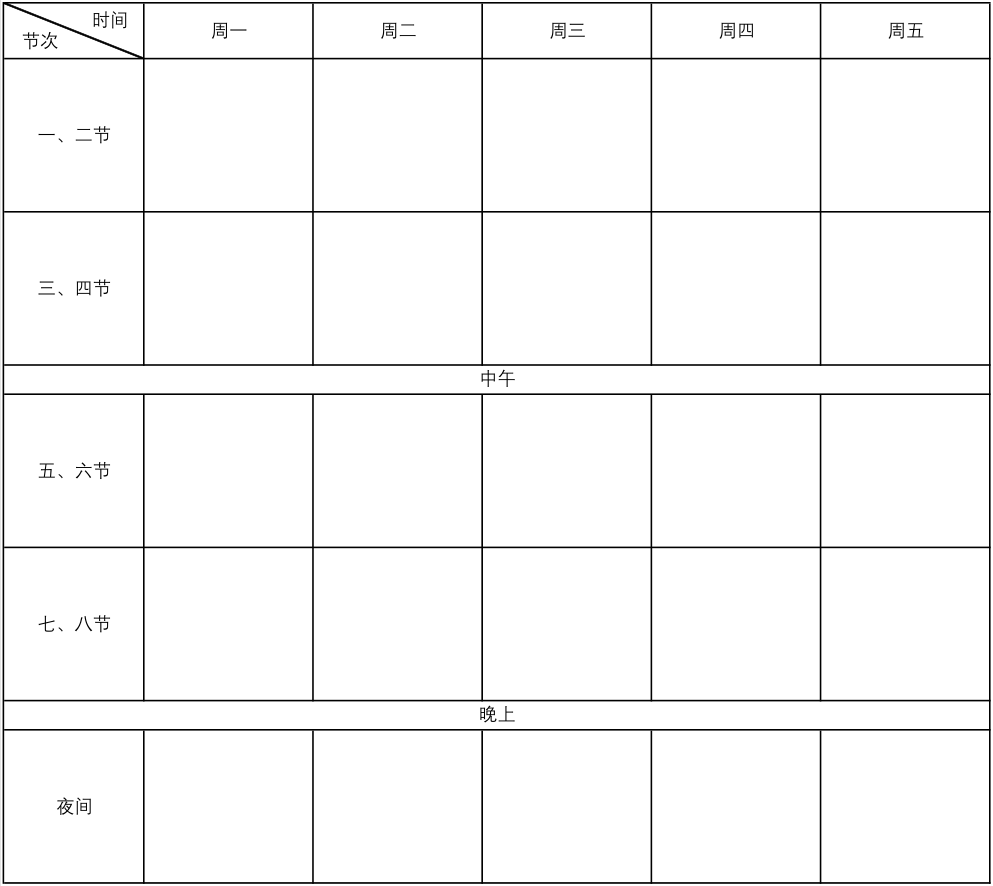 时间
节次
周一 周二 周三 周四 周五
一、二节
三、四节
中午
五、六节
七、八节
晚上
夜间